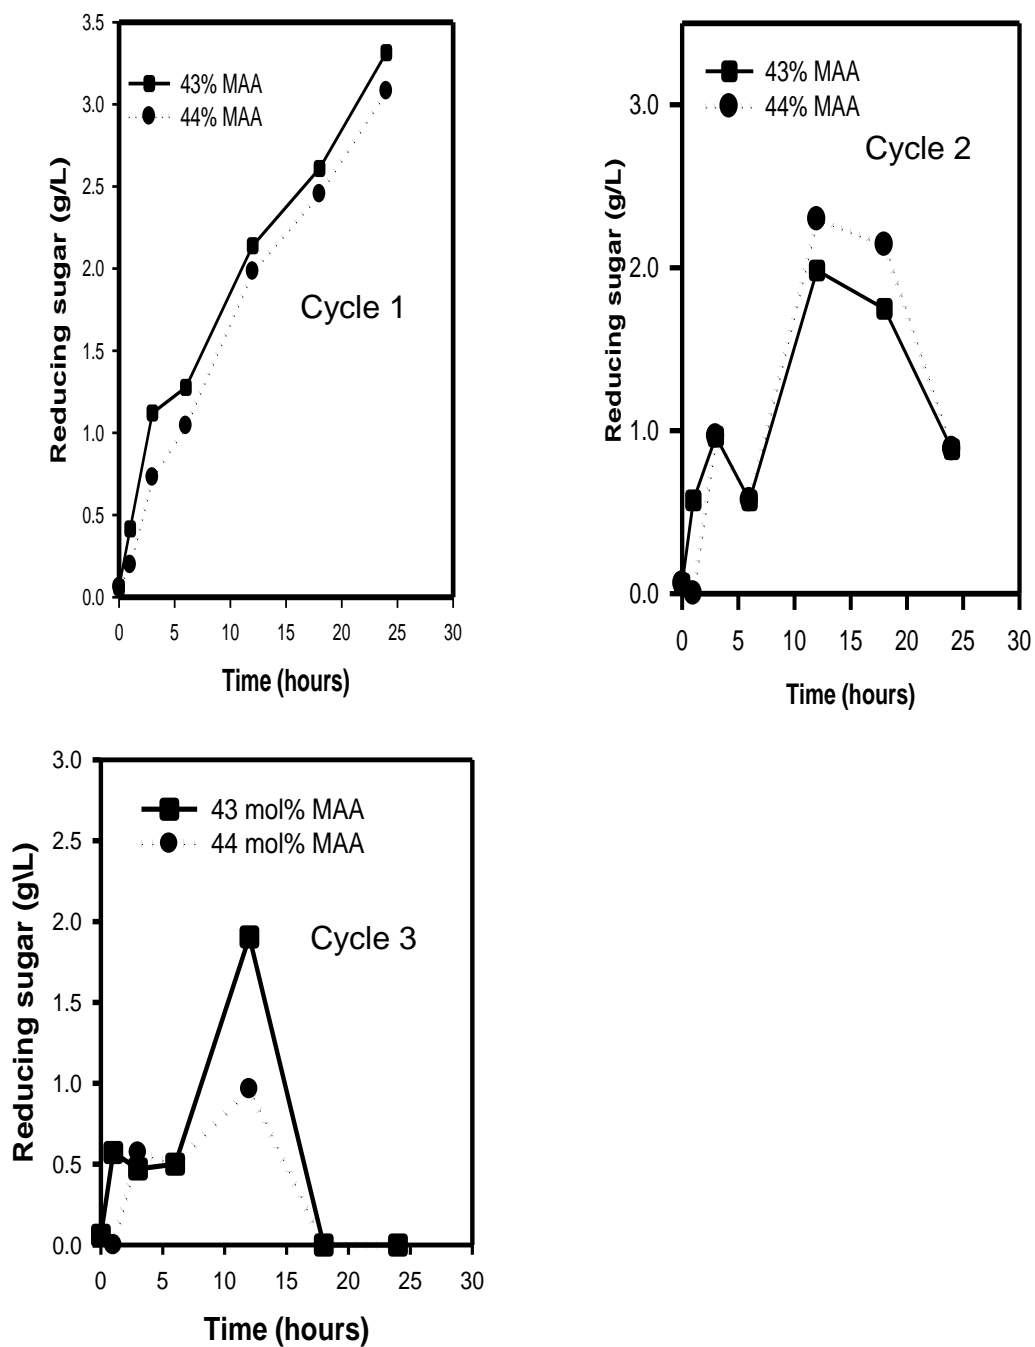 3.5
3.0
2.5
2.0
1.5
1.0
0.5
0.0
0 5 10 15 20 25 30
Reducing sugar (g/L)
Time (hours)
43% MAA
44% MAA
Cycle 1
3.0
2.0
1.0
0.0
0 5 10 15 20 25 30
Reducing sugar (g/L)
Time (hours)
43% MAA
44% MAA
Cycle 2
3.0
2.5
2.0
1.5
1.0
0.5
0.0
0 5 10 15 20 25 30
Reducing sugar (g\L)
Time (hours)
43 mol% MAA
44 mol% MAA
Cycle 3